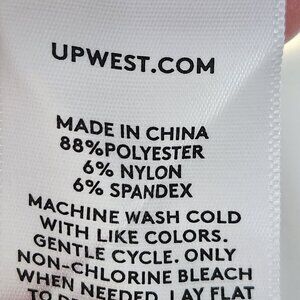 UPWEST.COM
MADE IN CHINA
88%POLYESTER
6% NYLON
6% SPANDEX
MACHINE WASH COLD
WITH LIKE COLORS.
GENTLE CYCLE. ONLY
NON-CHLORINE BLEACH
WHEN NEEDED. LAY FLAT
TO